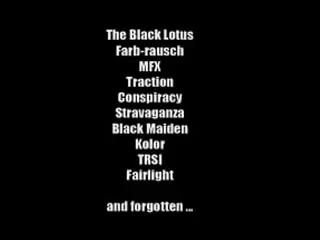 The Black Lotus
Farb-rausch
MFX
Traction
Conspiracy
Stravaganza
Black Maiden
Kolor
TRSI
Fairlight
and forgotten ...